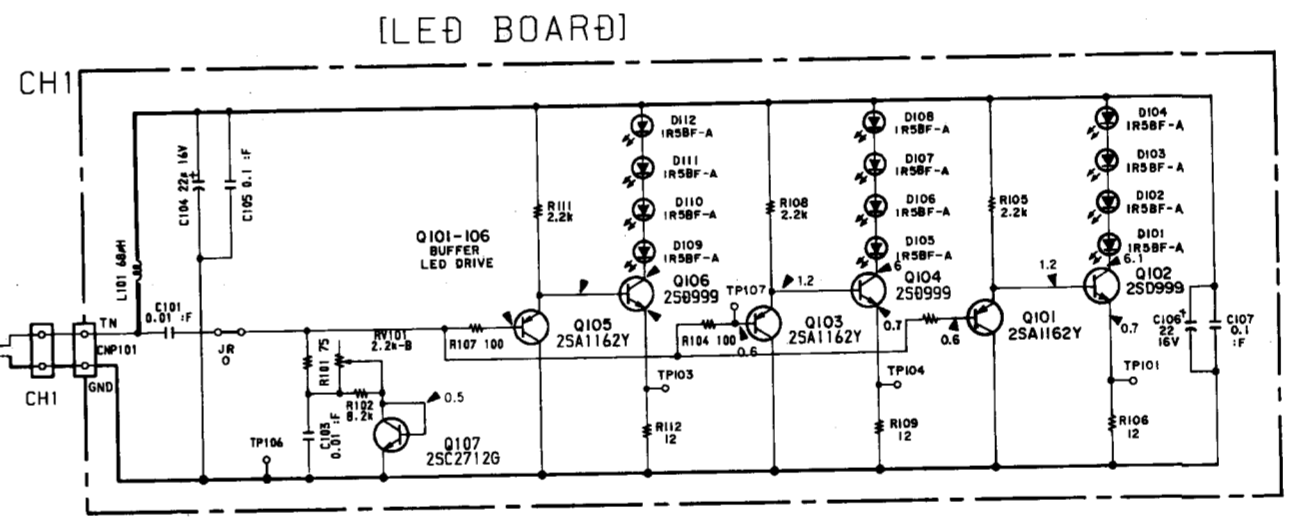 [LED BOARD]
CH1
D112
1R5BF-A
D111
1R5BF-A
D110
1R5BF-A
D109
1R5BF-A
D108
1R5BF-A
D107
1R5BF-A
D106
1R5BF-A
D105
1R5BF-A
D104
1R5BF-A
D103
1R5BF-A
D102
1R5BF-A
D101
1R5BF-A
C104 22µ 16V
C105 0.1 :F
R111
2.2k
R108
2.2k
R105
2.2k
Q101-106
BUFFER
LED DRIVE
L101 68µH
C101
0.01 :F
TN
CNP101
GND
CH1
JR
0
RV101
2.2k-B
R101 75
R102
8.2k
C103
0.01 :F
0.5
Q107
2SC2712G
TP106
R107 100
Q105
2SA1162Y
Q106
2SD999
TP103
R112
12
TP107
R104 100
0.6
1.2
Q103
2SA1162Y
6
Q104
2SD999
0.7
TP104
R109
12
0.6
Q101
2SA1162Y
1.2
6.1
Q102
2SD999
0.7
TP101
R106
12
C106
22
16V
C107
0.1
:F